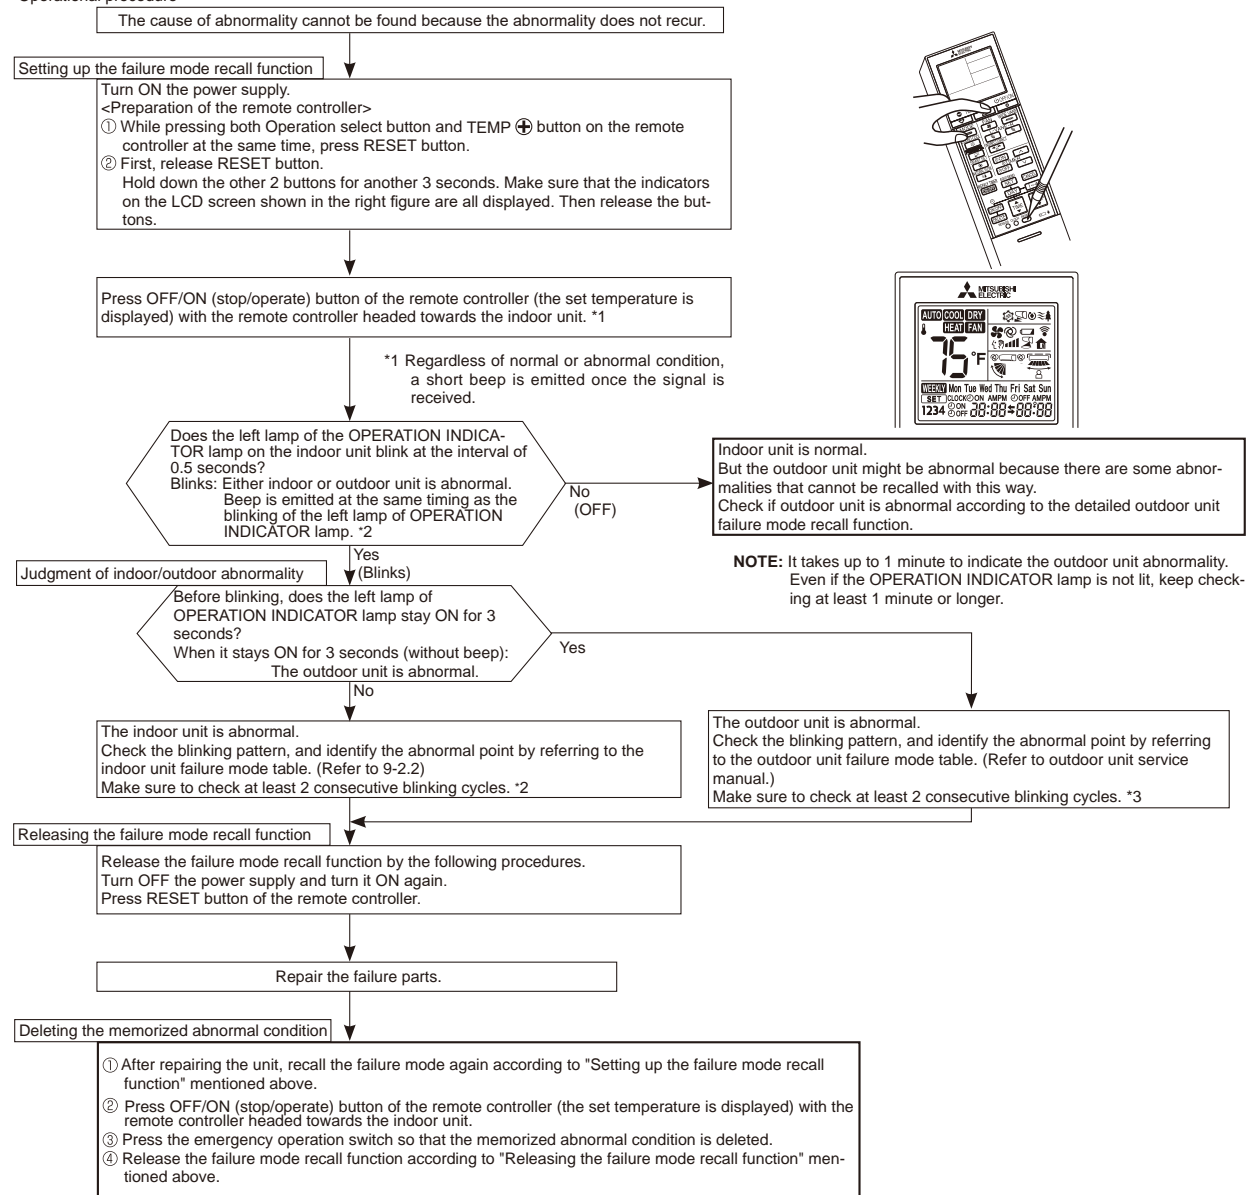 The cause of abnormality cannot be found because the abnormality does not recur.
Setting up the failure mode recall function
Turn ON the power supply.
<Preparation of the remote controller>
① While pressing both Operation select button and TEMP ⊕ button on the remote
controller at the same time, press RESET button.
② First, release RESET button.
Hold down the other 2 buttons for another 3 seconds. Make sure that the indicators
on the LCD screen shown in the right figure are all displayed. Then release the but-
tons.
Press OFF/ON (stop/operate) button of the remote controller (the set temperature is
displayed) with the remote controller headed towards the indoor unit. *1
*1 Regardless of normal or abnormal condition,
a short beep is emitted once the signal is
received.
MITSUBISHI
ELECTRIC
AUTO COOL DRY
HEAT FAN
75°F
WEEKLY Mon Tue Wed Thu Fri Sat Sun
SET CLOCK ON AMPM OFF AMPM
1234 ON OFF 88:88 88:88
Does the left lamp of the OPERATION INDICA-
TOR lamp on the indoor unit blink at the interval of
0.5 seconds?
Blinks: Either indoor or outdoor unit is abnormal.
Beep is emitted at the same timing as the
blinking of the left lamp of OPERATION
INDICATOR lamp. *2
No
(OFF)
Indoor unit is normal.
But the outdoor unit might be abnormal because there are some abnor-
malities that cannot be recalled with this way.
Check if outdoor unit is abnormal according to the detailed outdoor unit
failure mode recall function.
NOTE: It takes up to 1 minute to indicate the outdoor unit abnormality.
Even if the OPERATION INDICATOR lamp is not lit, keep check-
ing at least 1 minute or longer.
Yes
(Blinks)
Judgment of indoor/outdoor abnormality
Before blinking, does the left lamp of
OPERATION INDICATOR lamp stay ON for 3
seconds?
When it stays ON for 3 seconds (without beep):
The outdoor unit is abnormal.
Yes
No
The indoor unit is abnormal.
Check the blinking pattern, and identify the abnormal point by referring to the
indoor unit failure mode table. (Refer to 9-2.2)
Make sure to check at least 2 consecutive blinking cycles. *2
The outdoor unit is abnormal.
Check the blinking pattern, and identify the abnormal point by referring
to the outdoor unit failure mode table. (Refer to outdoor unit service
manual.)
Make sure to check at least 2 consecutive blinking cycles. *3
Releasing the failure mode recall function
Release the failure mode recall function by the following procedures.
Turn OFF the power supply and turn it ON again.
Press RESET button of the remote controller.
Repair the failure parts.
Deleting the memorized abnormal condition
① After repairing the unit, recall the failure mode again according to "Setting up the failure mode recall
function" mentioned above.
② Press OFF/ON (stop/operate) button of the remote controller (the set temperature is displayed) with the
remote controller headed towards the indoor unit.
③ Press the emergency operation switch so that the memorized abnormal condition is deleted.
④ Release the failure mode recall function according to "Releasing the failure mode recall function" men-
tioned above.